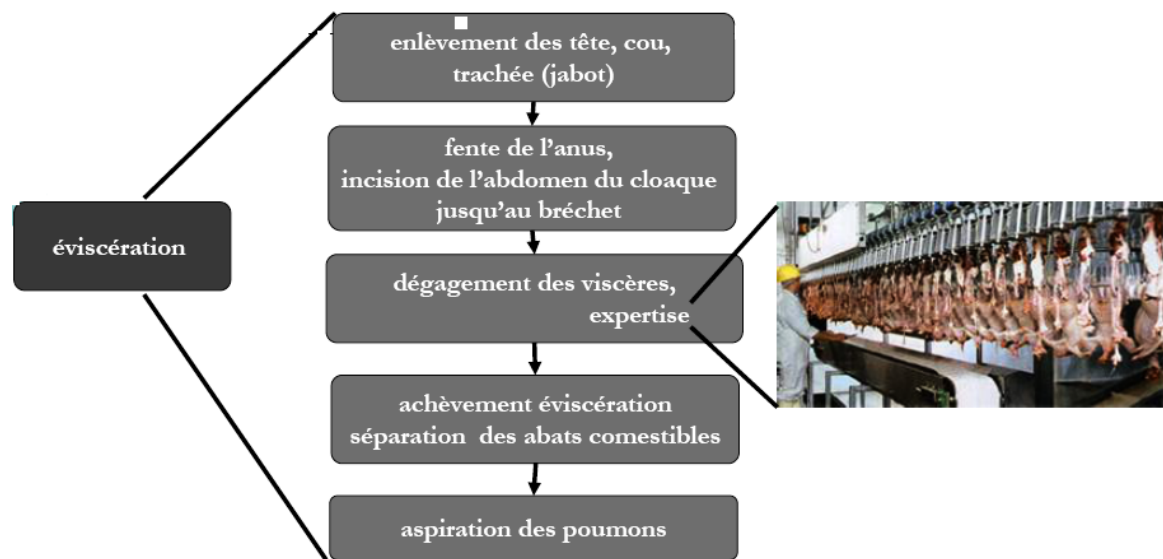 enlèvement des tête, cou,
trachée (jabot)
fente de l’anus,
incision de l’abdomen du cloaque
jusqu’au bréchet
éviscération
dégagement des viscères,
expertise
achèvement éviscération
séparation des abats comestibles
aspiration des poumons